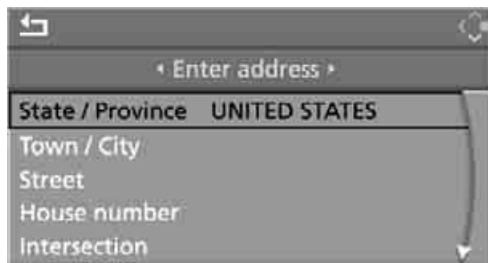 Enter address
State / Province UNITED STATES
Town / City
Street
House number
Intersection